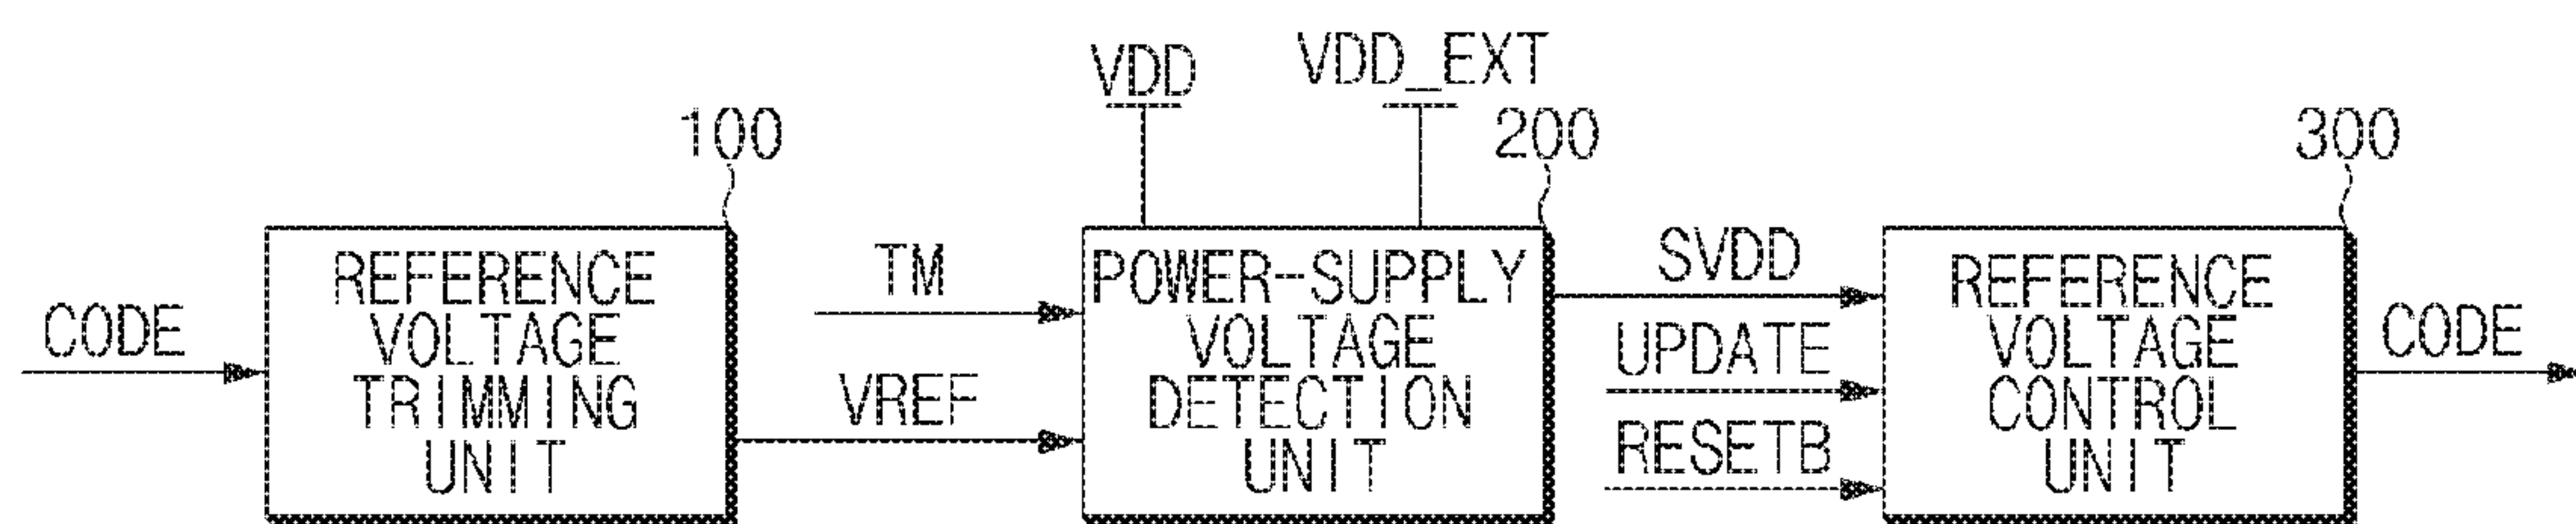 VDD
VDD_EXT
100
200
300
CODE
REFERENCE
VOLTAGE
TRIMMING
UNIT
TM
VREF
POWER-SUPPLY
VOLTAGE
DETECTION
UNIT
SVDD
UPDATE
RESETB
REFERENCE
VOLTAGE
CONTROL
UNIT
CODE